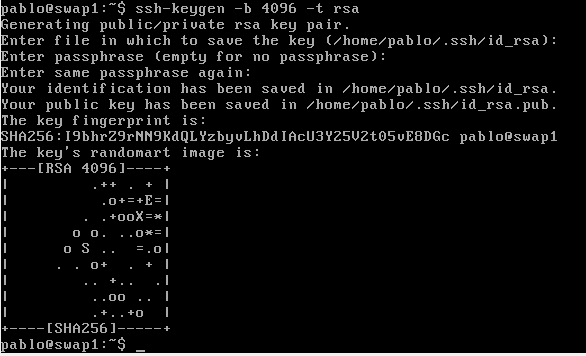 pablo@swap1:~$ ssh-keygen -b 4096 -t rsa
Generating public/private rsa key pair.
Enter file in which to save the key (/home/pablo/.ssh/id_rsa):
Enter passphrase (empty for no passphrase):
Enter same passphrase again:
Your identification has been saved in /home/pablo/.ssh/id_rsa.
Your public key has been saved in /home/pablo/.ssh/id_rsa.pub.
The key fingerprint is:
SHA256:I9bhrZ9rNN9KdQLYzbyvLhDdIAcU3Y25V2t05vE8DGc pablo@swap1
The key's randomart image is:
+---[RSA 4096]----+
|          .++ . + |
|           .o+=+E=|
|         . .+ooX=*|
|        o o. ..o*=|
|       o S ..  =.o|
|      . . o+  . + |
|         .. +..  .|
|          ..oo .. |
|          .+..+o  |
+----[SHA256]-----+
pablo@swap1:~$ _